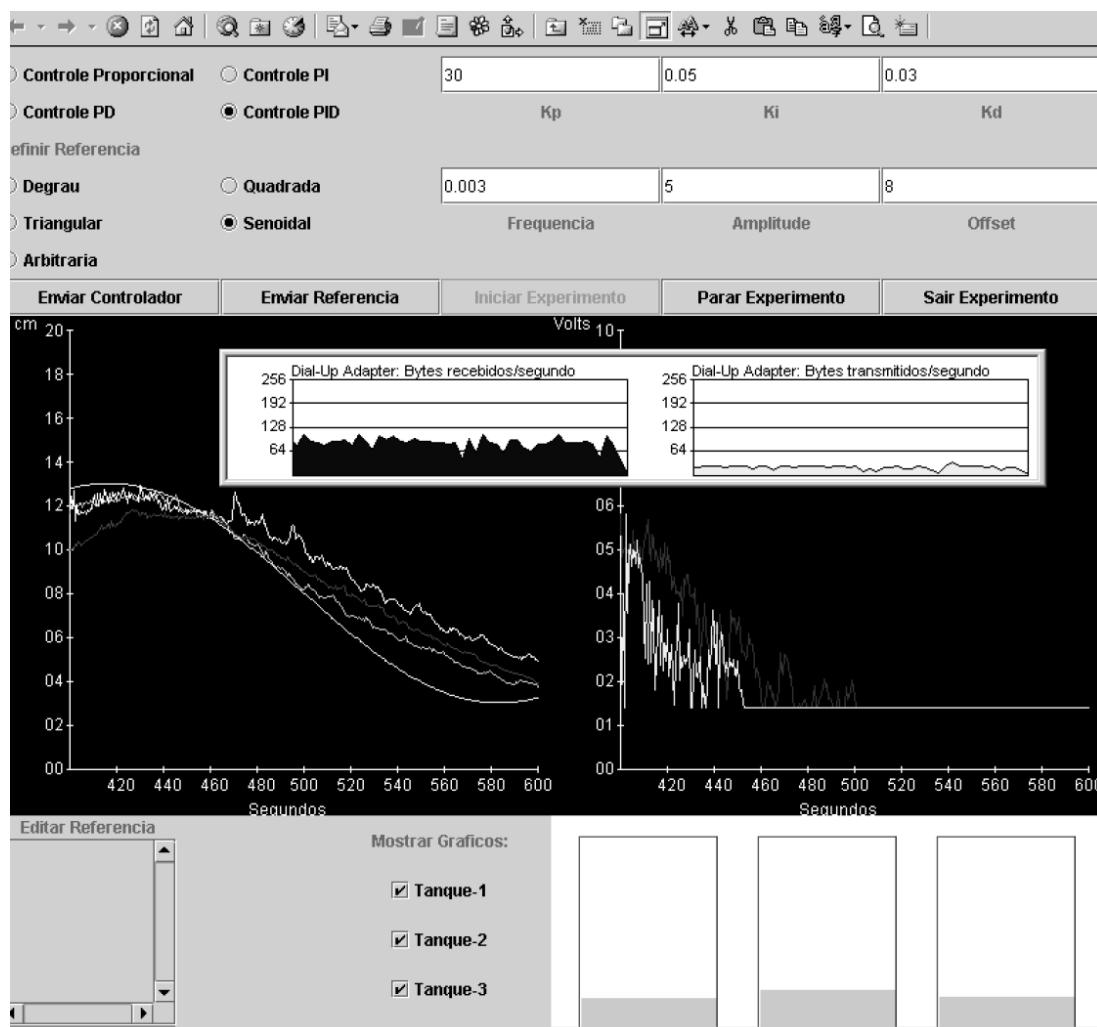 Controle Proporcional Controle PI 30 0.05 0.03
Controle PD Controle PID Kp Ki Kd
efinir Referencia
Degrau Quadrada 0.003 5 8
Triangular Senoidal Frequencia Amplitude Offset
Arbitraria
Enviar Controlador Enviar Referencia Iniciar Experimento Parar Experimento Sair Experimento
cm 20 Volts 10
Dial-Up Adapter: Bytes recebidos/segundo Dial-Up Adapter: Bytes transmitidos/segundo
18 256 256
192 192
16 128 128
64 64
14
12 06
10 05
08 04
06 03
04 02
02 01
00 00
420 440 460 480 500 520 540 560 580 600 420 440 460 480 500 520 540 560 580 600
Segundos Segundos
Editar Referencia Mostrar Graficos:
Tanque-1
Tanque-2
Tanque-3